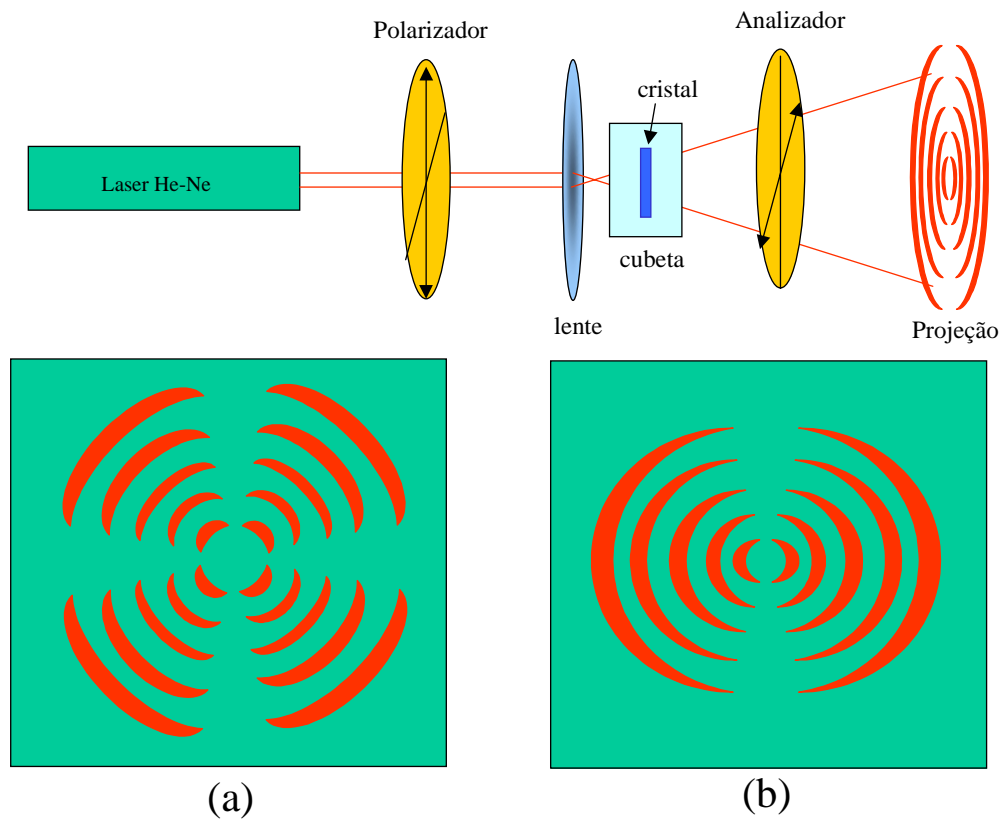 Polarizador
Analizador
cristal
Laser He-Ne
cubeta
lente
Projeção
(a)
(b)